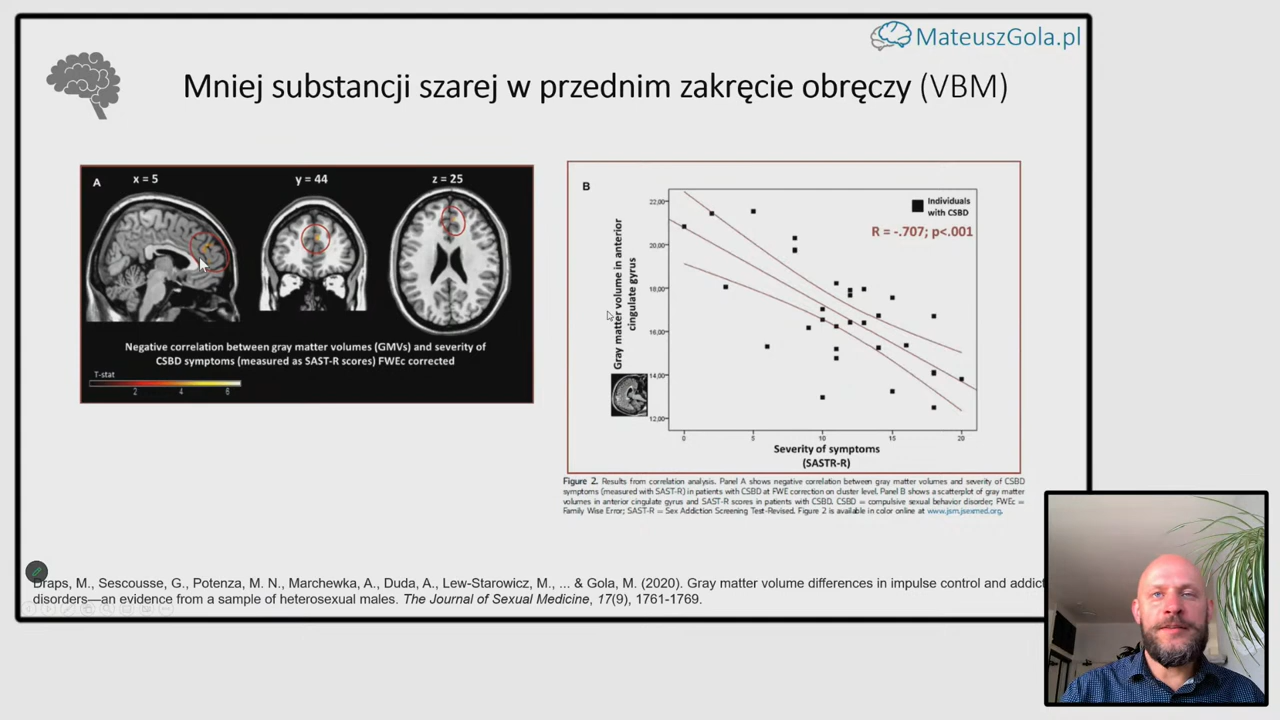 MateuszGola.pl
Mniej substancji szarej w przednim zakręcie obręczy (VBM)
A
x = 5
y = 44
z = 25
Negative correlation between gray matter volumes (GMVs) and severity of
CSBD symptoms (measured as SAST-R scores) FWEc corrected
T-stat
2 4 6
B
Individuals
with CSBD
R = -.707; p<.001
Gray matter volume in anterior
cingulate gyrus
22,00
20,00
18,00
16,00
14,00
12,00
0 5 10 15 20
Severity of symptoms
(SASTR-R)
Figure 2. Results from correlation analysis. Panel A shows negative correlation between gray matter volumes and severity of CSBD
symptoms (measured with SAST-R) in patients with CSBD at FWE correction on cluster level. Panel B shows a scatterplot of gray matter
volumes in anterior cingulate gyrus and SAST-R scores in patients with CSBD. CSBD = compulsive sexual behavior disorder; FWEc =
Family Wise Error; SAST-R = Sex Addiction Screening Test-Revised. Figure 2 is available in color online at www.jsm.jsexmed.org.
Draps, M., Sescousse, G., Potenza, M. N., Marchewka, A., Duda, A., Lew-Starowicz, M., ... & Gola, M. (2020). Gray matter volume differences in impulse control and addict
disorders—an evidence from a sample of heterosexual males. The Journal of Sexual Medicine, 17(9), 1761-1769.